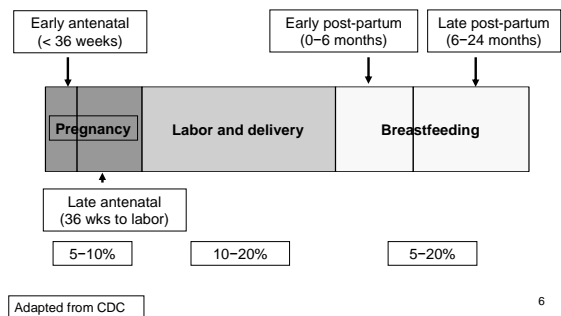 Early antenatal
(< 36 weeks)
Early post-partum
(0−6 months)
Late post-partum
(6−24 months)
Pregnancy
Labor and delivery
Breastfeeding
Late antenatal
(36 wks to labor)
5−10%
10−20%
5−20%
Adapted from CDC
6